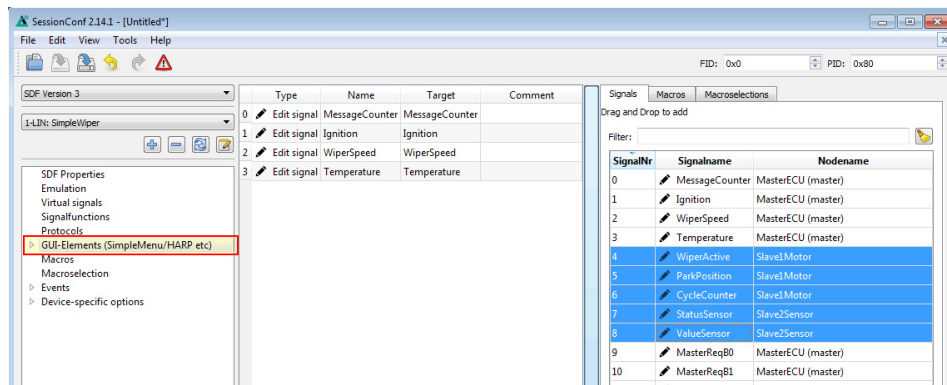 SessionConf 2.14.1 - [Untitled*]
File Edit View Tools Help
FID: 0x0 PID: 0x80
SDF Version 3
1-LIN: SimpleWiper
SDF Properties
Emulation
Virtual signals
Signalfunctions
Protocols
GUI-Elements (SimpleMenu/HARP etc)
Macros
Macroselection
Events
Device-specific options
Type Name Target Comment
0 Edit signal MessageCounter MessageCounter
1 Edit signal Ignition Ignition
2 Edit signal WiperSpeed WiperSpeed
3 Edit signal Temperature Temperature
Signals Macros Macroselections
Drag and Drop to add
Filter:
SignalNr Signalname Nodename
0 MessageCounter MasterECU (master)
1 Ignition MasterECU (master)
2 WiperSpeed MasterECU (master)
3 Temperature MasterECU (master)
4 WiperActive Slave1Motor
5 ParkPosition Slave1Motor
6 CycleCounter Slave1Motor
7 StatusSensor Slave2Sensor
8 ValueSensor Slave2Sensor
9 MasterReqB0 MasterECU (master)
10 MasterReqB1 MasterECU (master)